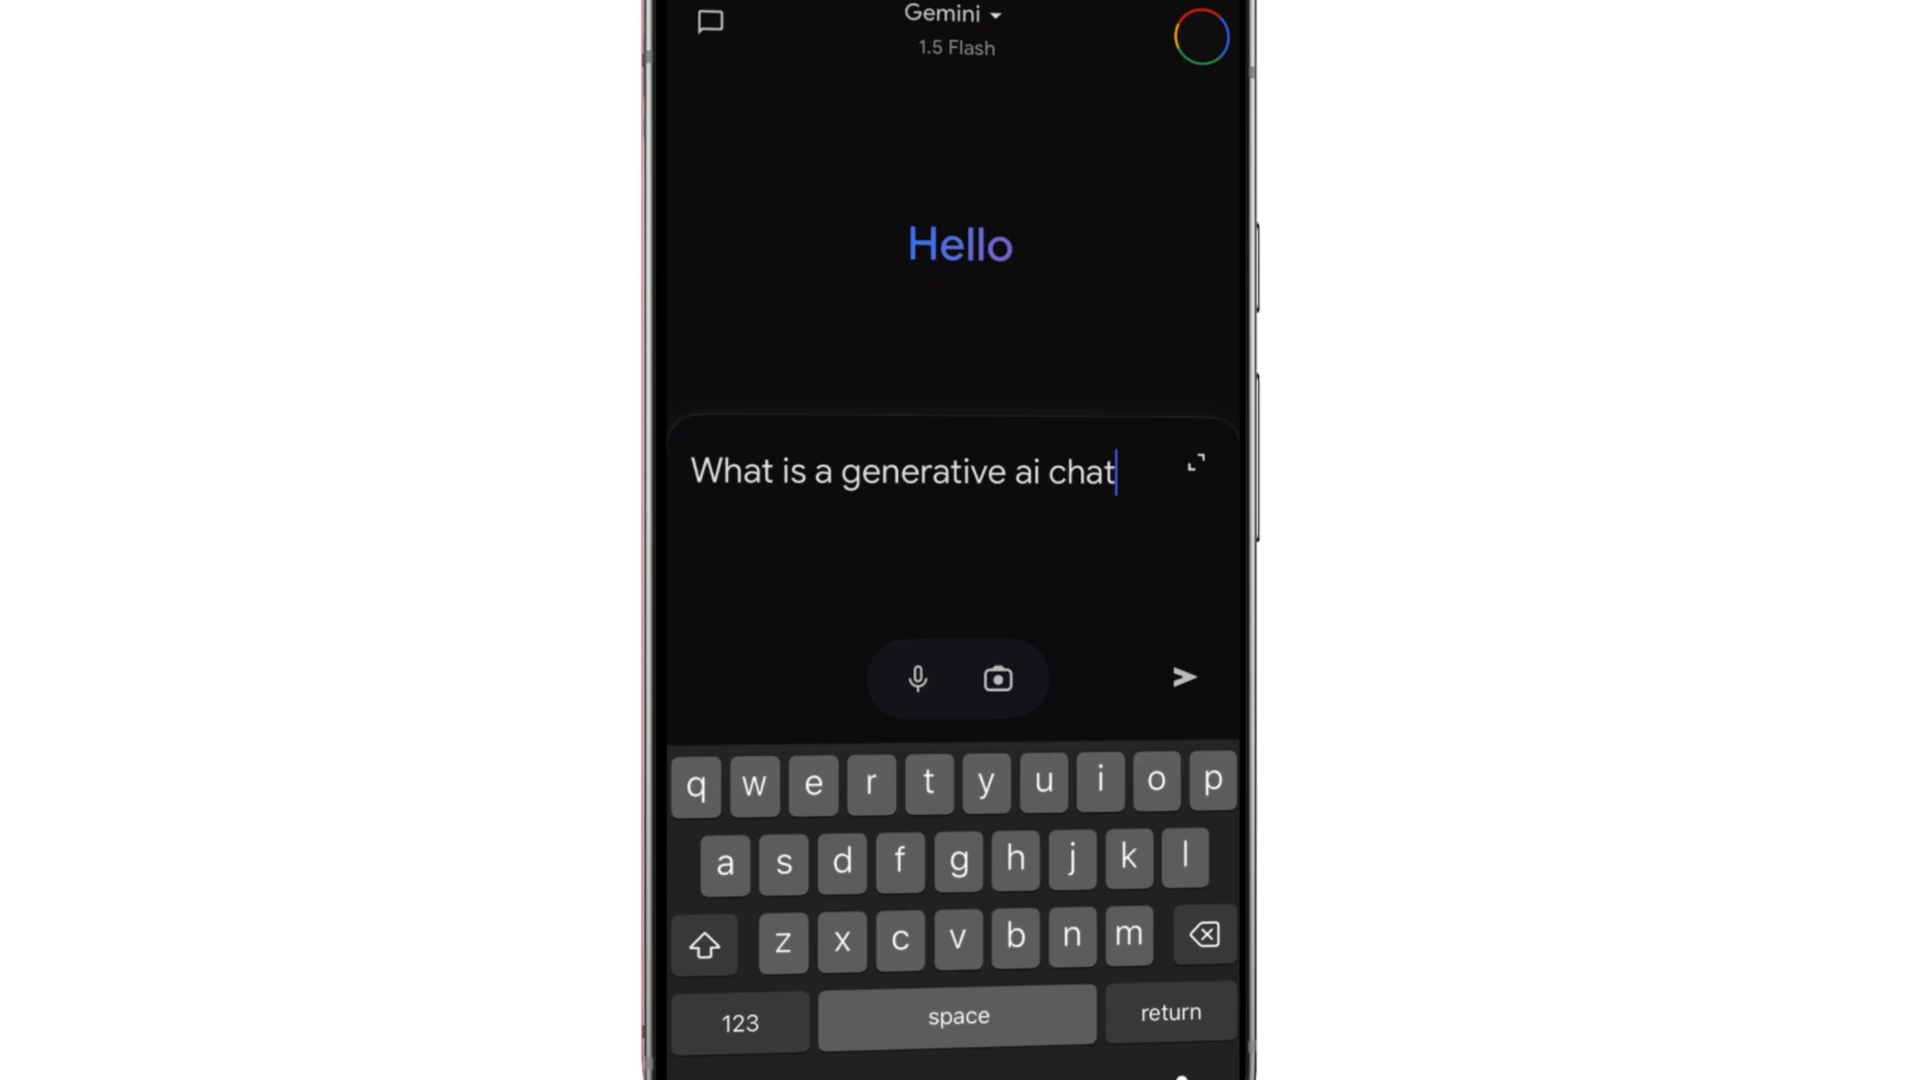 Gemini
1.5 Flash
Hello
What is a generative ai chat
q w e r t y u i o p
a s d f g h j k l
z x c v b n m
123 space return